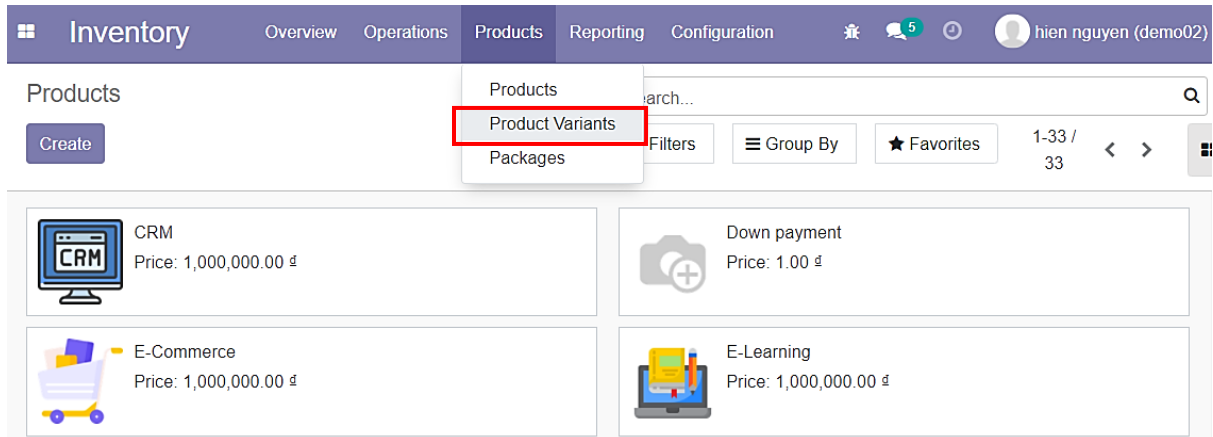 Inventory Overview Operations Products Reporting Configuration 5 hien nguyen (demo02)
Products
Create
Products
Product Variants
Packages
earch...
Filters Group By Favorites 1-33 / 33
CRM
CRM
Price: 1,000,000.00 ₫
Down payment
Price: 1.00 ₫
E-Commerce
Price: 1,000,000.00 ₫
E-Learning
Price: 1,000,000.00 ₫